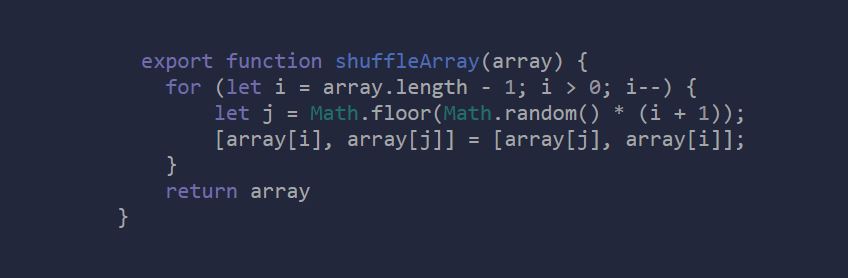 export function shuffleArray(array) {
for (let i = array.length - 1; i > 0; i--) {
let j = Math.floor(Math.random() * (i + 1));
[array[i], array[j]] = [array[j], array[i]];
}
return array
}